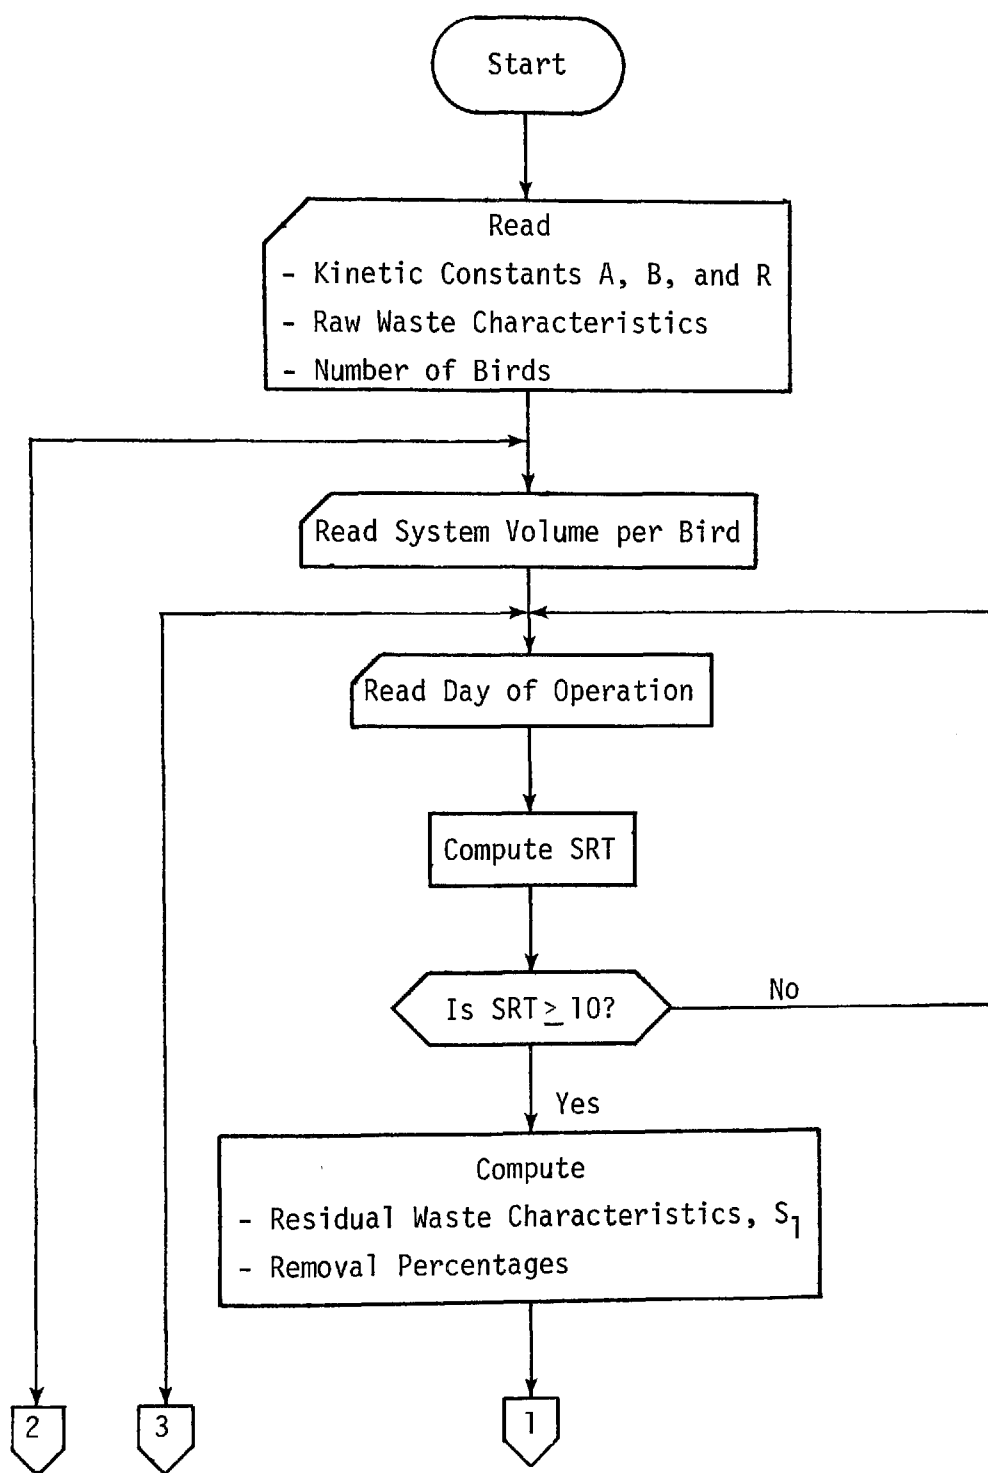 Start
Read
- Kinetic Constants A, B, and R
- Raw Waste Characteristics
- Number of Birds
Read System Volume per Bird
Read Day of Operation
Compute SRT
Is SRT ≥ 10?
No
Yes
Compute
- Residual Waste Characteristics, S₁
- Removal Percentages
2
3
1